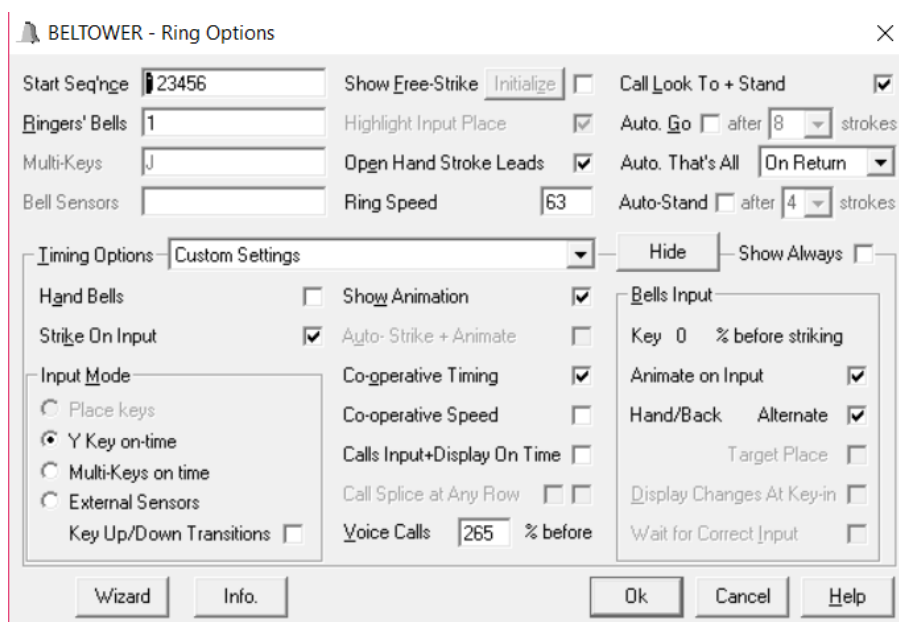 BELTOWER - Ring Options
Start Seq'nce 123456 Show Free-Strike Initialize Call Look To + Stand
Ringers' Bells 1 Highlight Input Place Auto. Go after 8 strokes
Multi-Keys J Open Hand Stroke Leads Auto. That's All On Return
Bell Sensors Ring Speed 63 Auto-Stand after 4 strokes
Timing Options Custom Settings Hide Show Always
Hand Bells Show Animation Bells Input
Strike On Input Auto- Strike + Animate Key 0 % before striking
Input Mode Co-operative Timing Animate on Input
Place keys Co-operative Speed Hand/Back Alternate
Y Key on-time Calls Input+Display On Time Target Place
Multi-Keys on time Call Splice at Any Row Display Changes At Key-in
External Sensors Voice Calls 265 % before Wait for Correct Input
Key Up/Down Transitions
Wizard Info. Ok Cancel Help